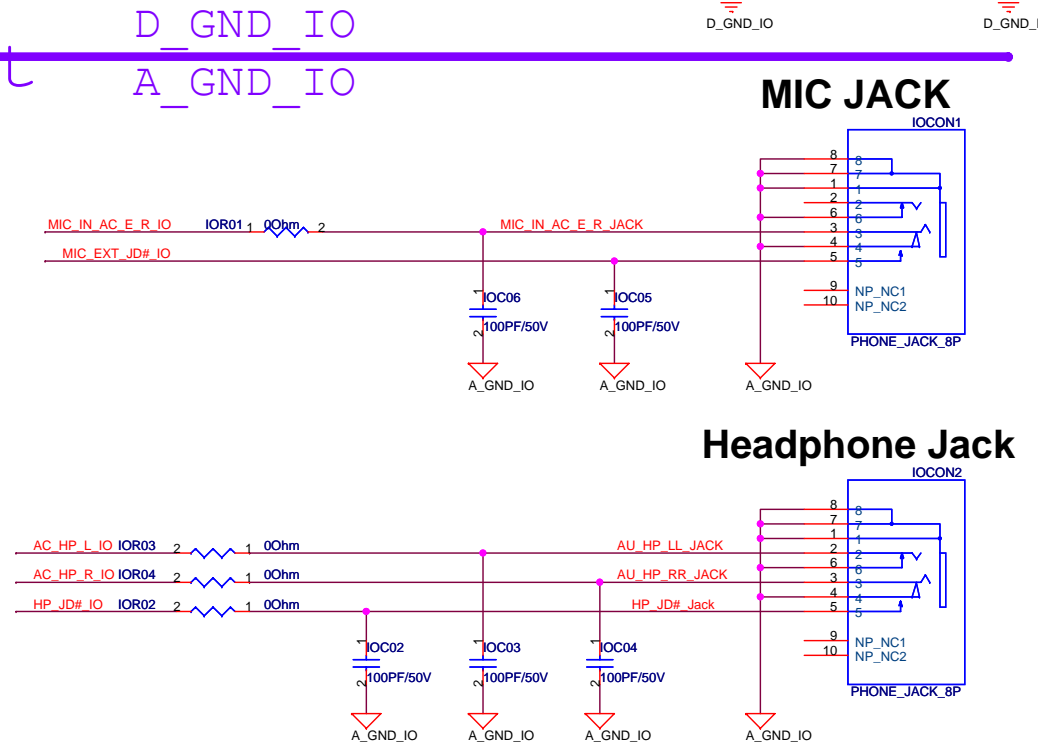 D_GND_IO
D_GND_IO
D_GND_
A_GND_IO
MIC JACK
IOCON1
8
8
7
7
1
1
2
2
6
6
MIC_IN_AC_E_R_IO IOR01 1 0Ohm 2 MIC_IN_AC_E_R_JACK 3 3
4
4
MIC_EXT_JD#_IO 5 5
1 IOC06 1 IOC05 9 NP_NC1
10 NP_NC2
2 100PF/50V 2 100PF/50V
PHONE_JACK_8P
A_GND_IO A_GND_IO A_GND_IO
Headphone Jack
IOCON2
8
8
7
7
1
1
AC_HP_L_IO IOR03 2 1 0Ohm AU_HP_LL_JACK 2 2
6
6
AC_HP_R_IO IOR04 2 1 0Ohm AU_HP_RR_JACK 3 3
4
4
HP_JD#_IO IOR02 2 1 0Ohm HP_JD#_Jack 5 5
1 IOC02 1 IOC03 1 IOC04 9 NP_NC1
10 NP_NC2
2 100PF/50V 2 100PF/50V 2 100PF/50V
PHONE_JACK_8P
A_GND_IO A_GND_IO A_GND_IO A_GND_IO